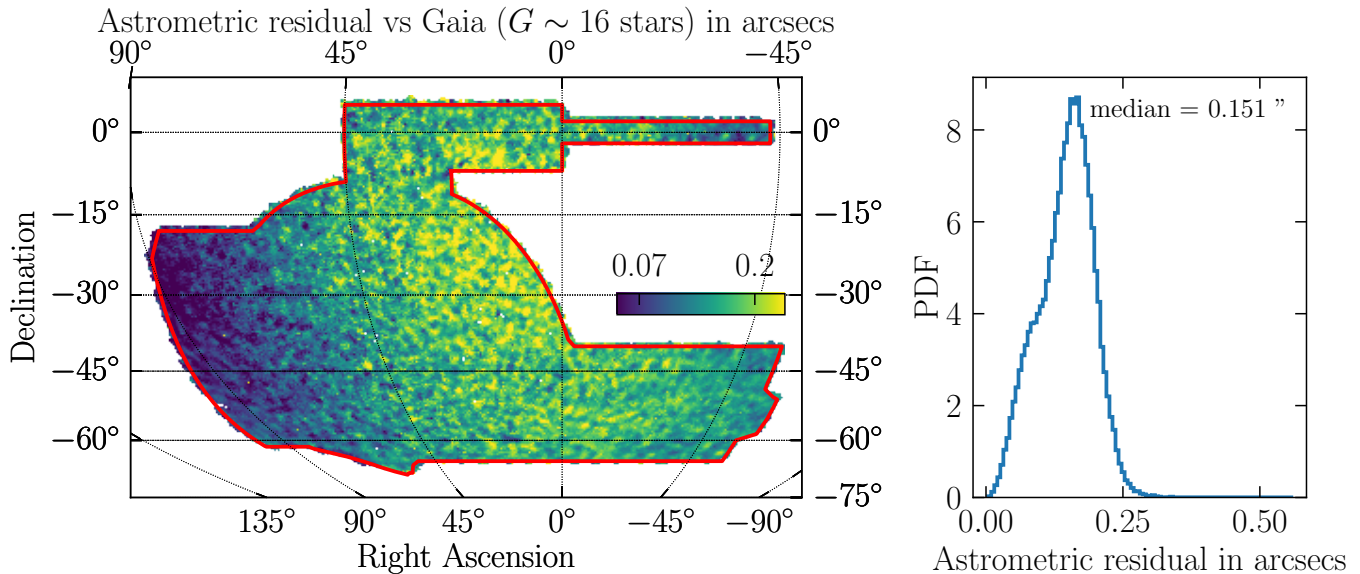 Astrometric residual vs Gaia (G ∼ 16 stars) in arcsecs
90° 45° 0° −45°
0° 0°
−15° −15°
0.07 0.2
−30° −30°
−45° −45°
−60° −60°
−75°
135° 90° 45° 0° −45° −90°
Right Ascension
Declination
median = 0.151 ”
8
6
4
2
0
PDF
0.00 0.25 0.50
Astrometric residual in arcsecs